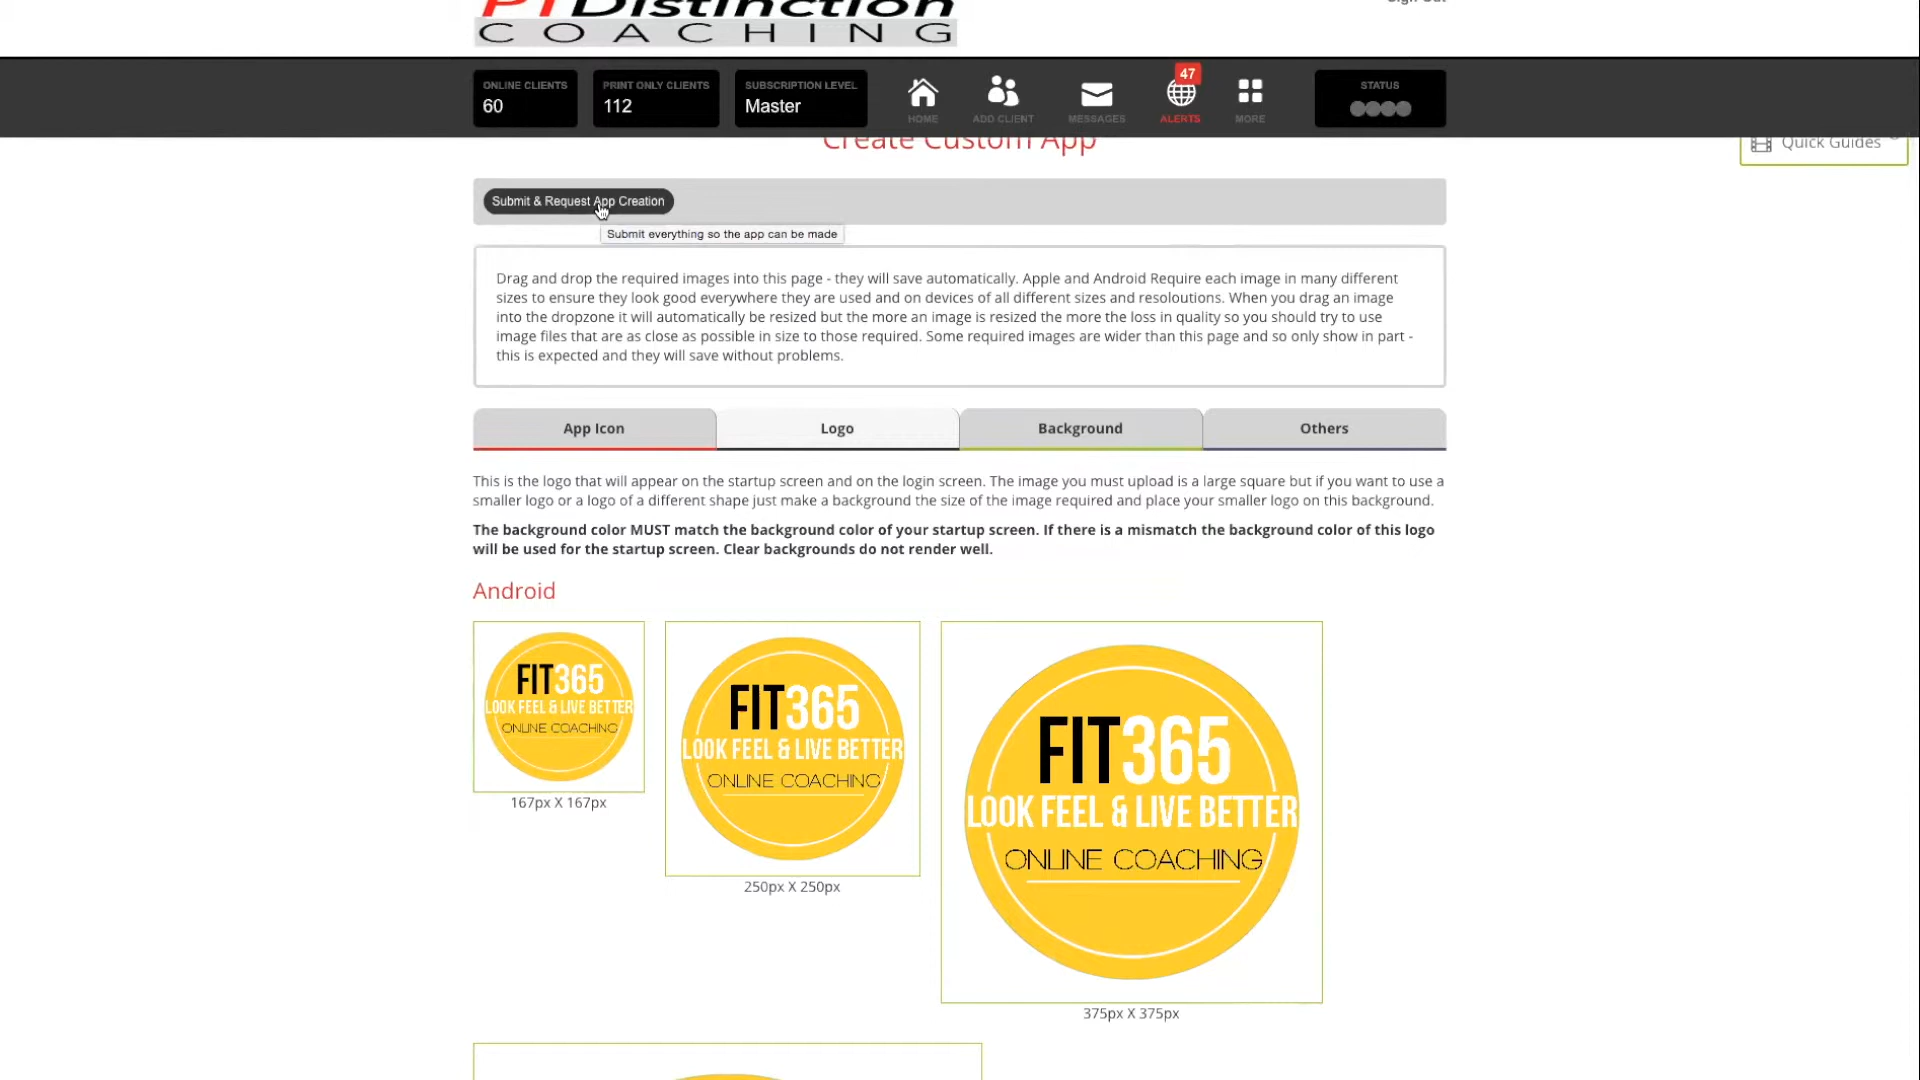 PT Distinction
COACHING
Sign Out
ONLINE CLIENTS
60
PRINT ONLY CLIENTS
112
SUBSCRIPTION LEVEL
Master
HOME
ADD CLIENT
MESSAGES
47
ALERTS
MORE
STATUS
Create Custom App
Quick Guides
Submit & Request App Creation
Submit everything so the app can be made
Drag and drop the required images into this page - they will save automatically. Apple and Android Require each image in many different
sizes to ensure they look good everywhere they are used and on devices of all different sizes and resoloutions. When you drag an image
into the dropzone it will automatically be resized but the more an image is resized the more the loss in quality so you should try to use
image files that are as close as possible in size to those required. Some required images are wider than this page and so only show in part -
this is expected and they will save without problems.
App Icon
Logo
Background
Others
This is the logo that will appear on the startup screen and on the login screen. The image you must upload is a large square but if you want to use a
smaller logo or a logo of a different shape just make a background the size of the image required and place your smaller logo on this background.
The background color MUST match the background color of your startup screen. If there is a mismatch the background color of this logo
will be used for the startup screen. Clear backgrounds do not render well.
Android
FIT365
LOOK FEEL & LIVE BETTER
ONLINE COACHING
167px X 167px
FIT365
LOOK FEEL & LIVE BETTER
ONLINE COACHING
250px X 250px
FIT365
LOOK FEEL & LIVE BETTER
ONLINE COACHING
375px X 375px